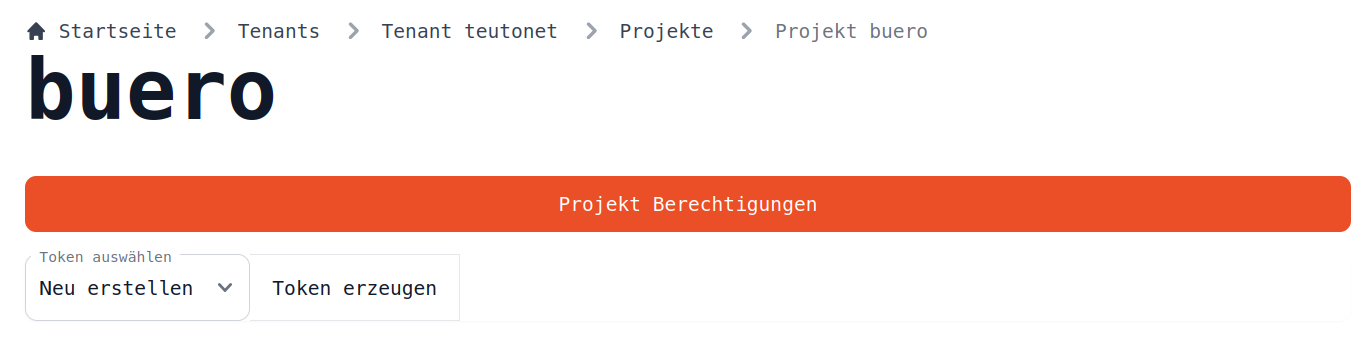 Startseite Tenants Tenant teutonet Projekte Projekt buero
buero
Projekt Berechtigungen
Token auswählen
Neu erstellen Token erzeugen